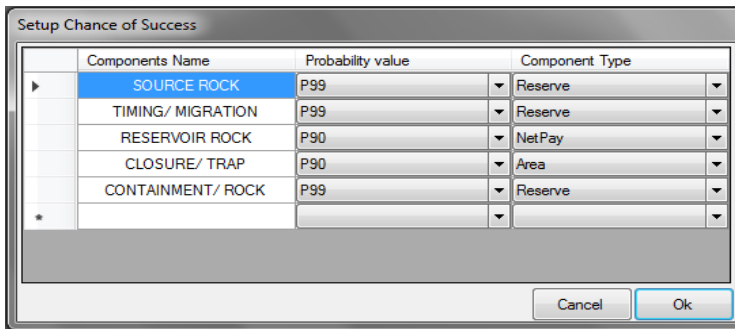 Setup Chance of Success
Components Name Probability value Component Type
SOURCE ROCK P99 Reserve
TIMING/ MIGRATION P99 Reserve
RESERVOIR ROCK P90 NetPay
CLOSURE/ TRAP P90 Area
CONTAINMENT/ ROCK P99 Reserve
Cancel Ok